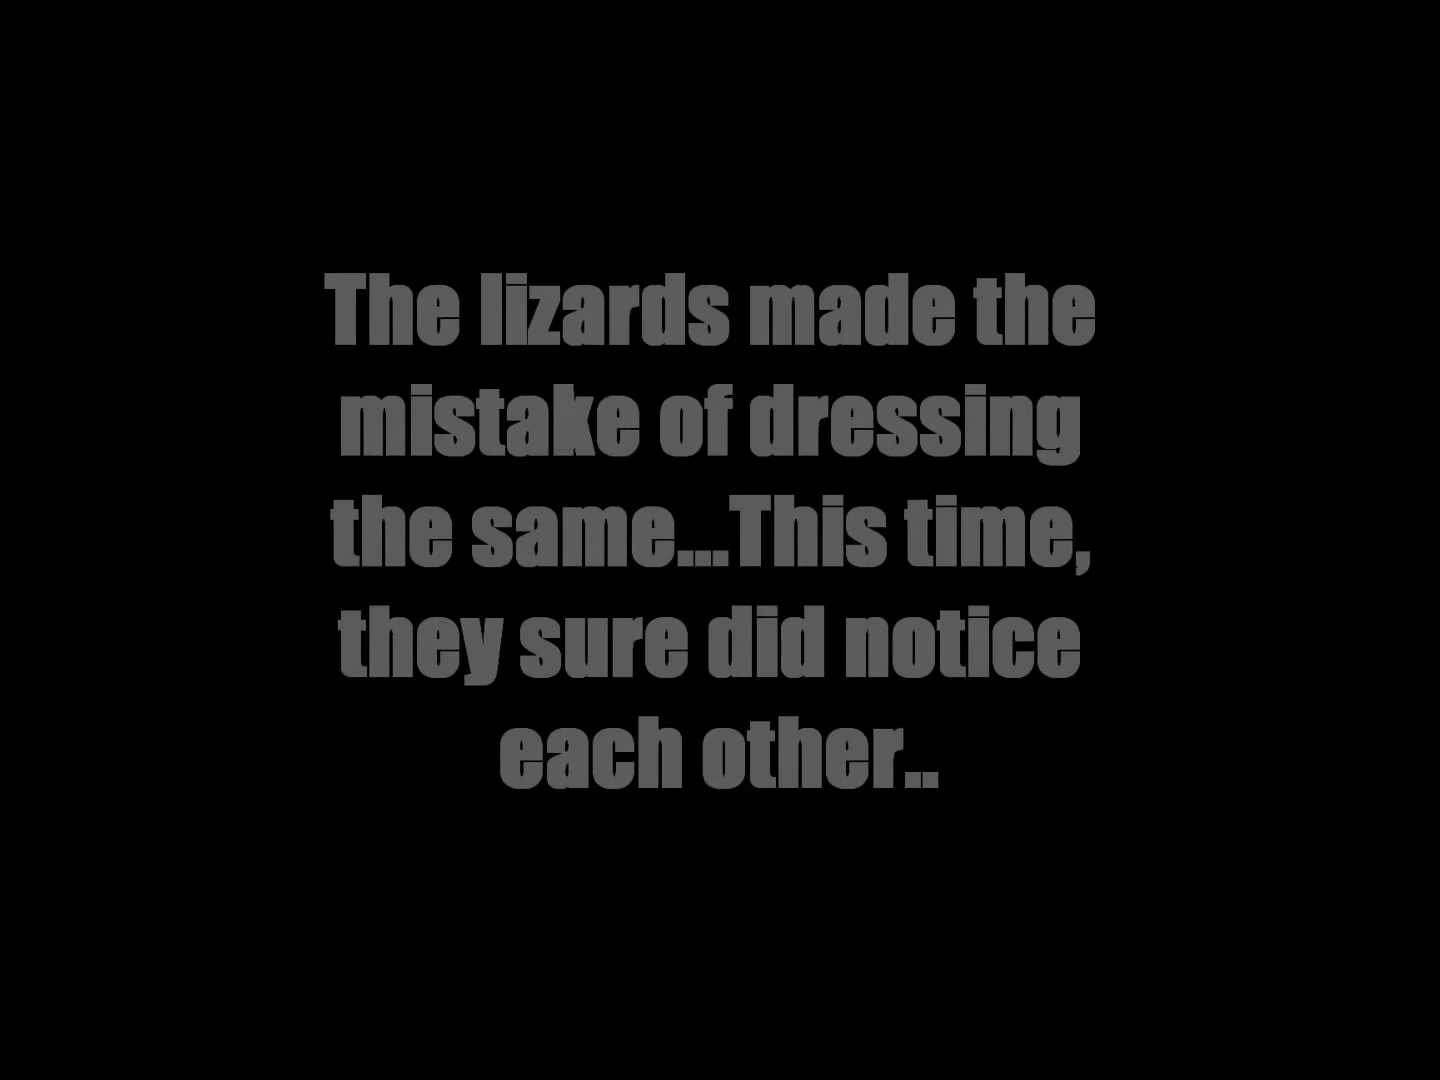 The lizards made the
mistake of dressing
the same...This time,
they sure did notice
each other..